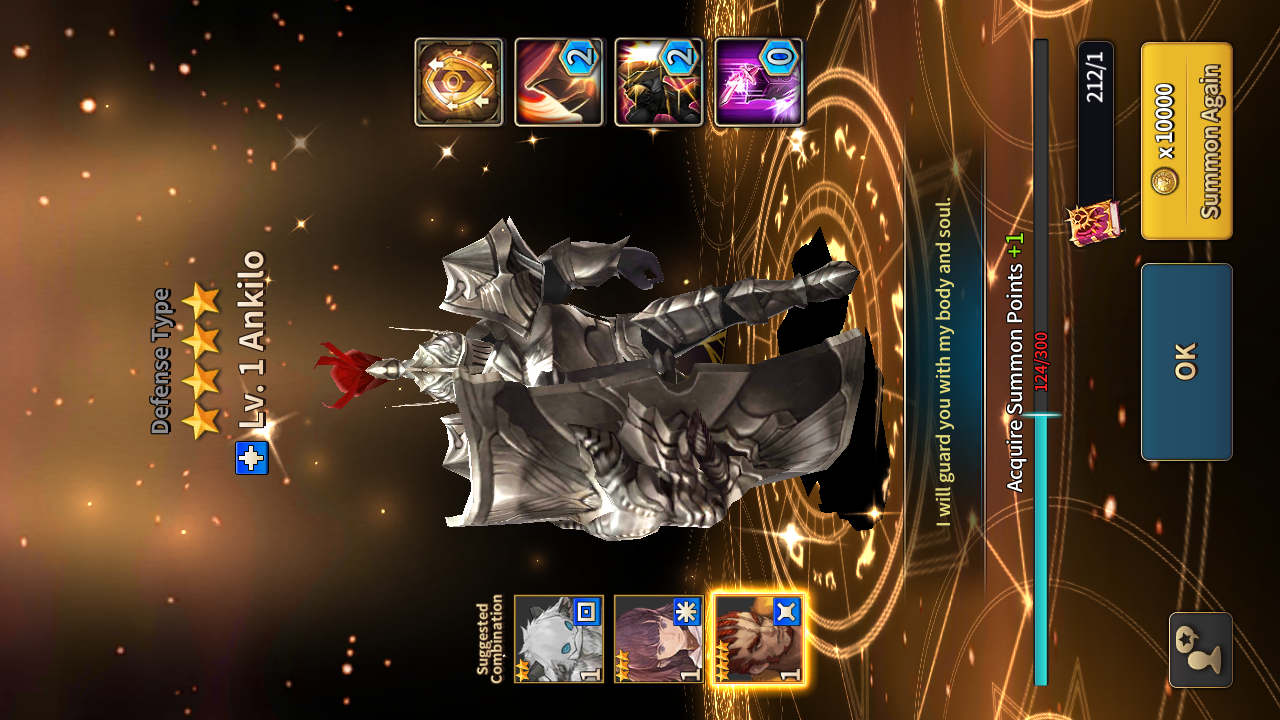 Defense Type
Lv. 1 Ankilo
2
2
0
Suggested
Combination
1
1
1
I will guard you with my body and soul.
Acquire Summon Points +1
124/300
212/1
x 10000
Summon Again
OK